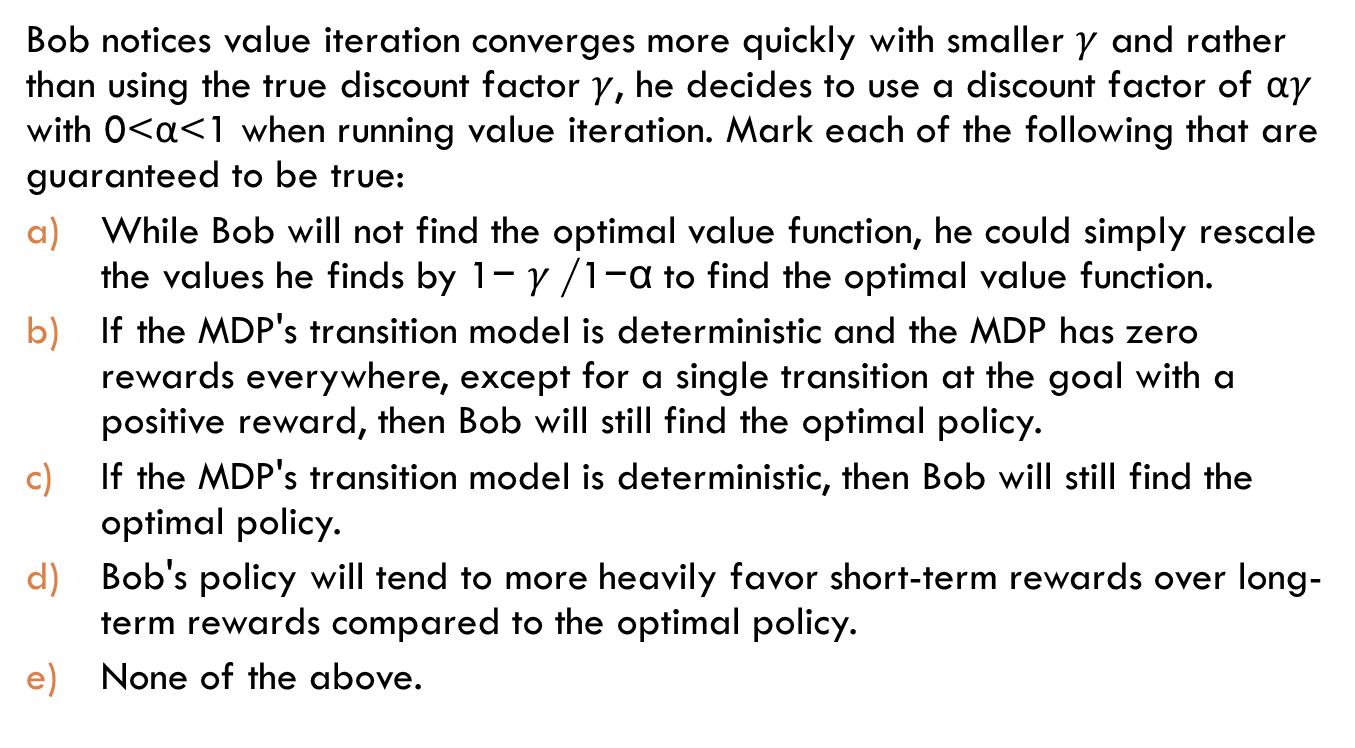 Bob notices value iteration converges more quickly with smaller γ and rather
than using the true discount factor γ, he decides to use a discount factor of αγ
with 0<α<1 when running value iteration. Mark each of the following that are
guaranteed to be true:
a) While Bob will not find the optimal value function, he could simply rescale
the values he finds by 1− γ /1−α to find the optimal value function.
b) If the MDP's transition model is deterministic and the MDP has zero
rewards everywhere, except for a single transition at the goal with a
positive reward, then Bob will still find the optimal policy.
c) If the MDP's transition model is deterministic, then Bob will still find the
optimal policy.
d) Bob's policy will tend to more heavily favor short-term rewards over long-
term rewards compared to the optimal policy.
e) None of the above.